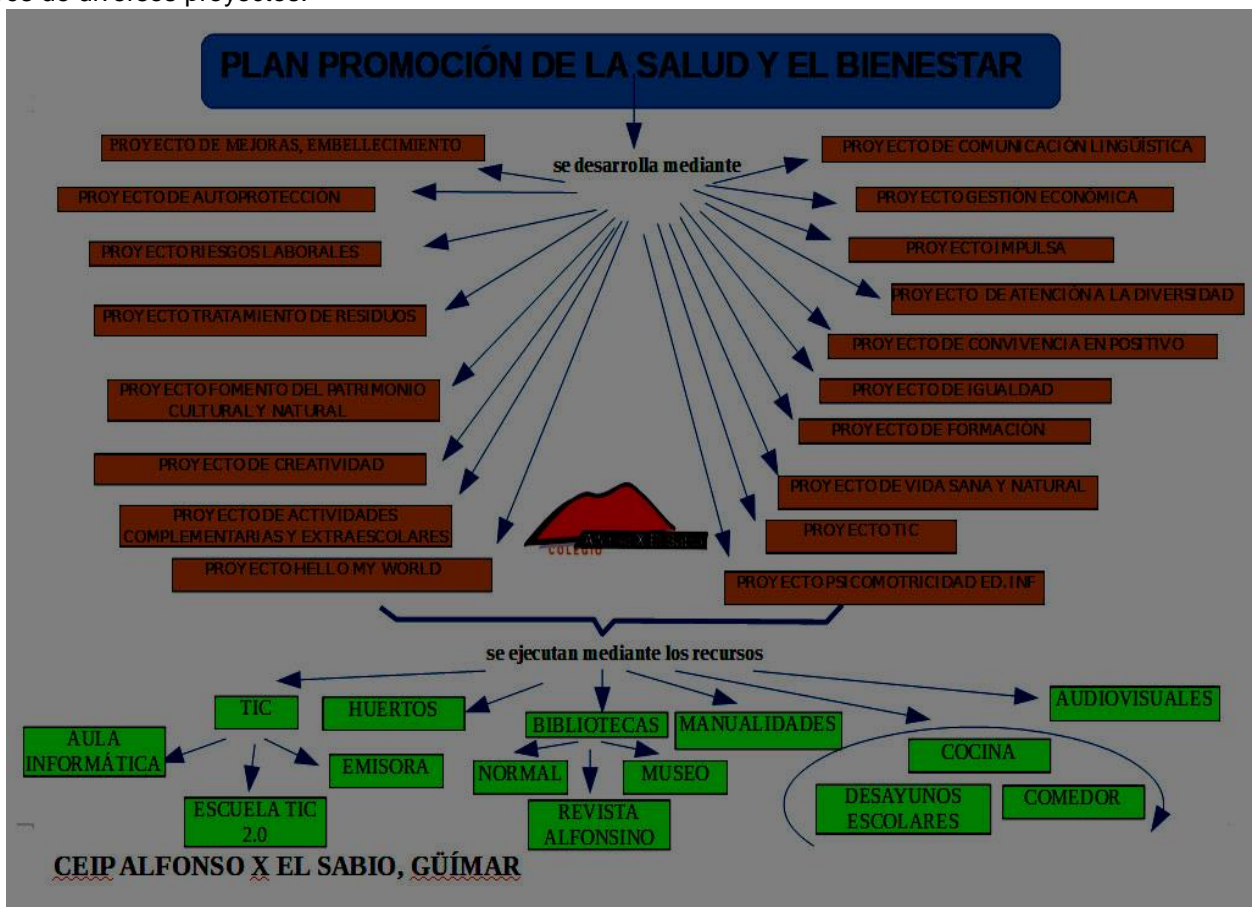 PLAN PROMOCIÓN DE LA SALUD Y EL BIENESTAR
se desarrolla mediante
PROYECTO DE MEJORAS, EMBELLECIMIENTO
PROYECTO DE AUTOPROTECCIÓN
PROYECTO RIESGOS LABORALES
PROYECTO TRATAMIENTO DE RESIDUOS
PROYECTO FOMENTO DEL PATRIMONIO
CULTURAL Y NATURAL
PROYECTO DE CREATIVIDAD
PROYECTO DE ACTIVIDADES
COMPLEMENTARIAS Y EXTRAESCOLARES
PROYECTO HELLO MY WORLD
PROYECTO DE COMUNICACIÓN LINGÜÍSTICA
PROYECTO GESTIÓN ECONÓMICA
PROYECTO IMPULSA
PROYECTO DE ATENCIÓN A LA DIVERSIDAD
PROYECTO DE CONVIVENCIA EN POSITIVO
PROYECTO DE IGUALDAD
PROYECTO DE FORMACIÓN
PROYECTO DE VIDA SANA Y NATURAL
PROYECTO TIC
PROYECTO PSICOMOTRICIDAD ED. INF
Alfonso X El Sabio
COLEGIO
se ejecutan mediante los recursos
TIC
HUERTOS
BIBLIOTECAS
MANUALIDADES
AUDIOVISUALES
AULA
INFORMÁTICA
EMISORA
ESCUELA TIC
2.0
NORMAL
MUSEO
REVISTA
ALFONSINO
COCINA
DESAYUNOS
ESCOLARES
COMEDOR
CEIP ALFONSO X EL SABIO, GÜÍMAR